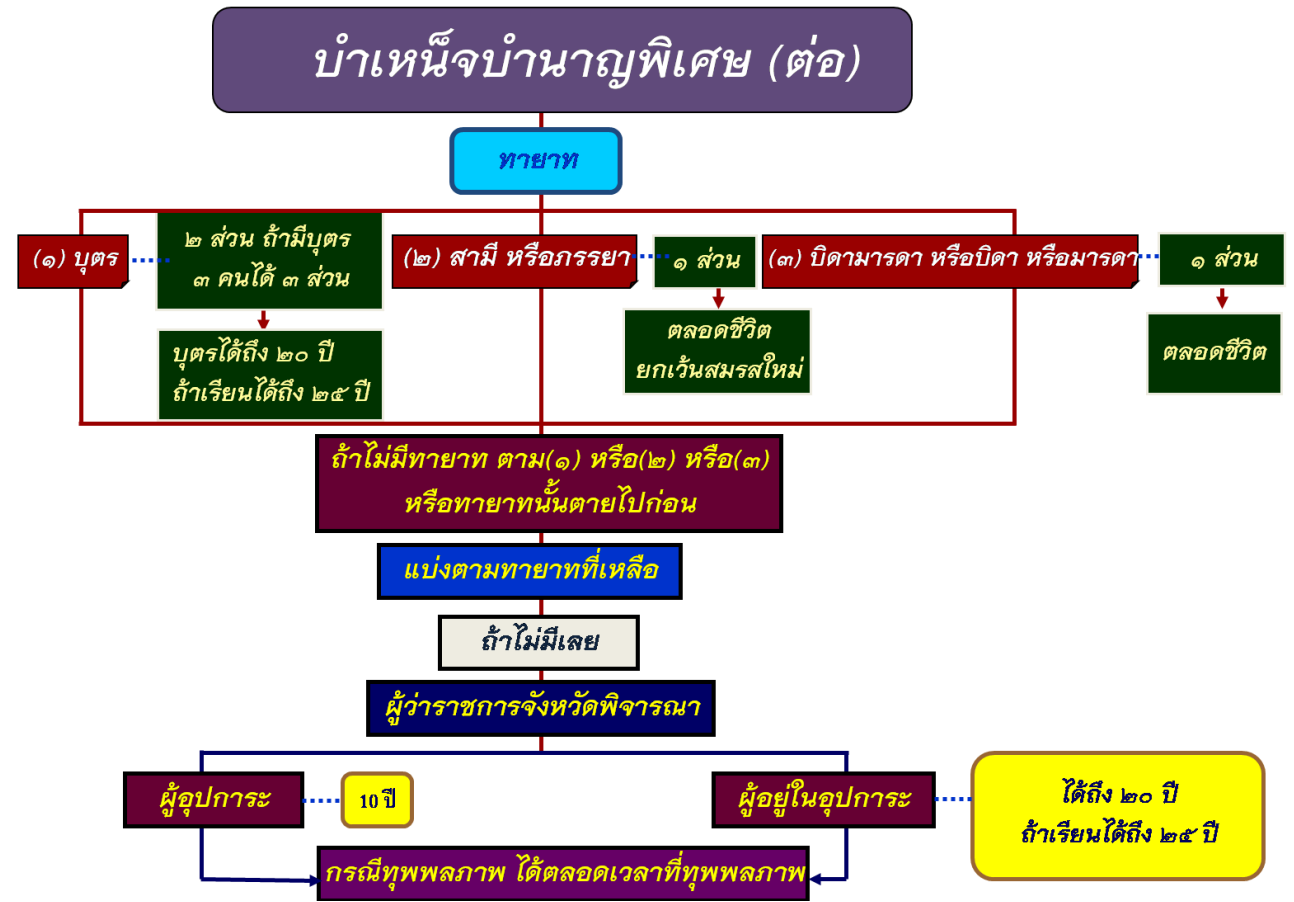 บำเหน็จบำนาญพิเศษ (ต่อ)
ทายาท
(๑) บุตร
๒ ส่วน ถ้ามีบุตร
๓ คนได้ ๓ ส่วน
บุตรได้ถึง ๒๐ ปี
ถ้าเรียนได้ถึง ๒๕ ปี
(๒) สามี หรือภรรยา
๑ ส่วน
ตลอดชีวิต
ยกเว้นสมรสใหม่
(๓) บิดามารดา หรือบิดา หรือมารดา
๑ ส่วน
ตลอดชีวิต
ถ้าไม่มีทายาท ตาม(๑) หรือ(๒) หรือ(๓)
หรือทายาทนั้นตายไปก่อน
แบ่งตามทายาทที่เหลือ
ถ้าไม่มีเลย
ผู้ว่าราชการจังหวัดพิจารณา
ผู้อุปการะ
10 ปี
ผู้อยู่ในอุปการะ
ได้ถึง ๒๐ ปี
ถ้าเรียนได้ถึง ๒๕ ปี
กรณีทุพพลภาพ ได้ตลอดเวลาที่ทุพพลภาพ